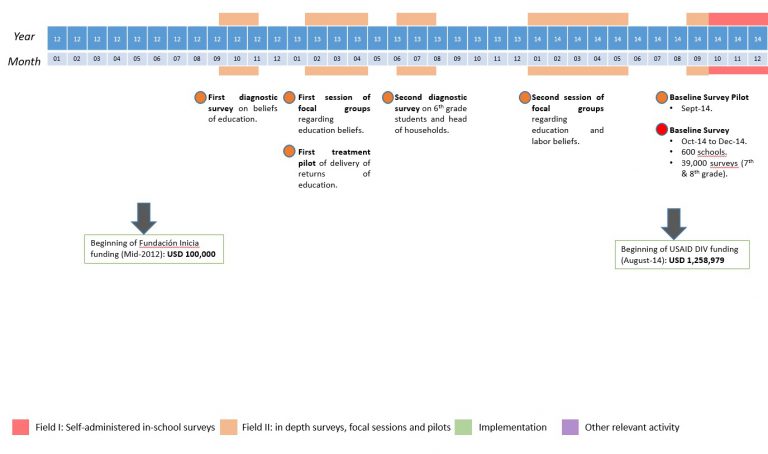 Year 12 12 12 12 12 12 12 12 12 12 12 12 13 13 13 13 13 13 13 13 13 13 13 13 14 14 14 14 14 14 14 14 14 14 14 14
Month 01 02 03 04 05 06 07 08 09 10 11 12 01 02 03 04 05 06 07 08 09 10 11 12 01 02 03 04 05 06 07 08 09 10 11 12
First diagnostic
survey on beliefs
of education.
First session of
focal groups
regarding
education beliefs.
First treatment
pilot of delivery of
returns of
education.
Second diagnostic
survey on 6th grade
students and head
of households.
Second session of
focal groups
regarding
education and
labor beliefs.
Baseline Survey Pilot
• Sept-14.
Baseline Survey
• Oct-14 to Dec-14.
• 600 schools.
• 39,000 surveys (7th
& 8th grade).
Beginning of Fundación Inicia
funding (Mid-2012): USD 100,000
Beginning of USAID DIV funding
(August-14): USD 1,258,979
Field I: Self-administered in-school surveys
Field II: in depth surveys, focal sessions and pilots
Implementation
Other relevant activity